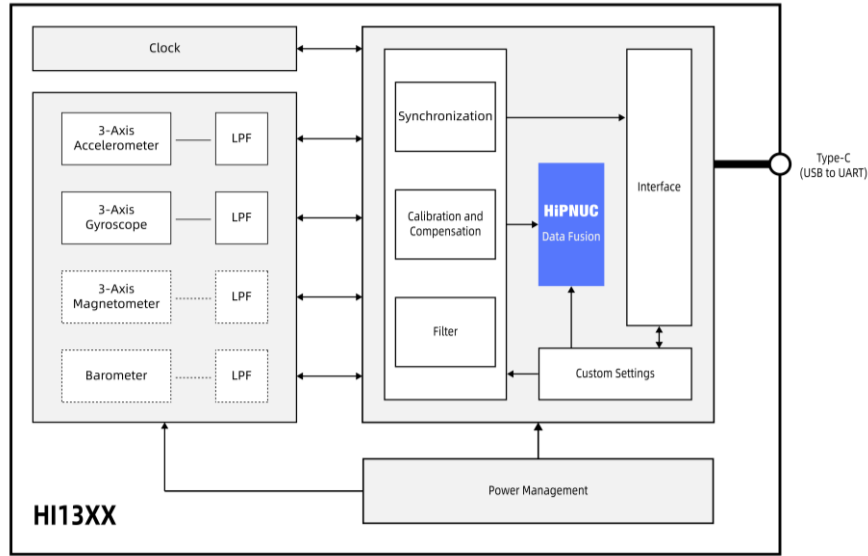 Clock
3-Axis
Accelerometer
LPF
3-Axis
Gyroscope
LPF
3-Axis
Magnetometer
LPF
Barometer
LPF
Synchronization
Calibration and
Compensation
Filter
HiPNUC
Data Fusion
Interface
Custom Settings
Type-C
(USB to UART)
Power Management
HI13XX